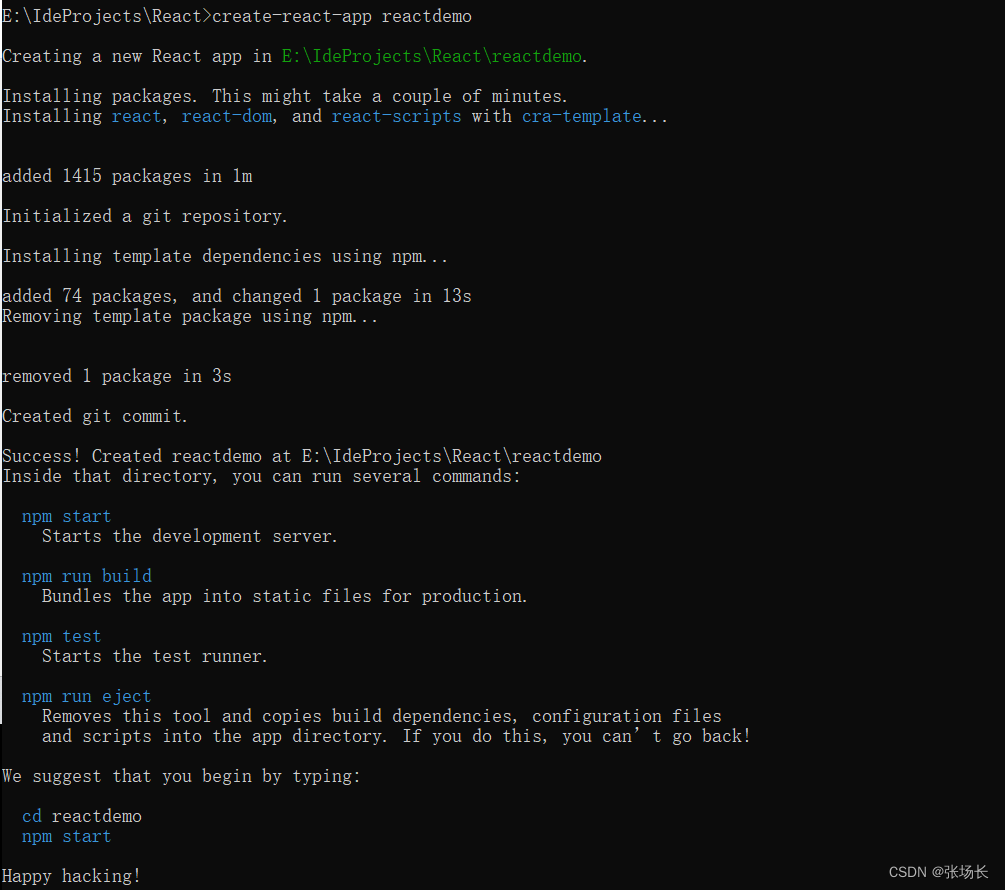 E:\IdeProjects\React>create-react-app reactdemo
Creating a new React app in E:\IdeProjects\React\reactdemo.
Installing packages. This might take a couple of minutes.
Installing react, react-dom, and react-scripts with cra-template...
added 1415 packages in 1m
Initialized a git repository.
Installing template dependencies using npm...
added 74 packages, and changed 1 package in 13s
Removing template package using npm...
removed 1 package in 3s
Created git commit.
Success! Created reactdemo at E:\IdeProjects\React\reactdemo
Inside that directory, you can run several commands:
npm start
Starts the development server.
npm run build
Bundles the app into static files for production.
npm test
Starts the test runner.
npm run eject
Removes this tool and copies build dependencies, configuration files
and scripts into the app directory. If you do this, you can’t go back!
We suggest that you begin by typing:
cd reactdemo
npm start
Happy hacking!
CSDN @张场长